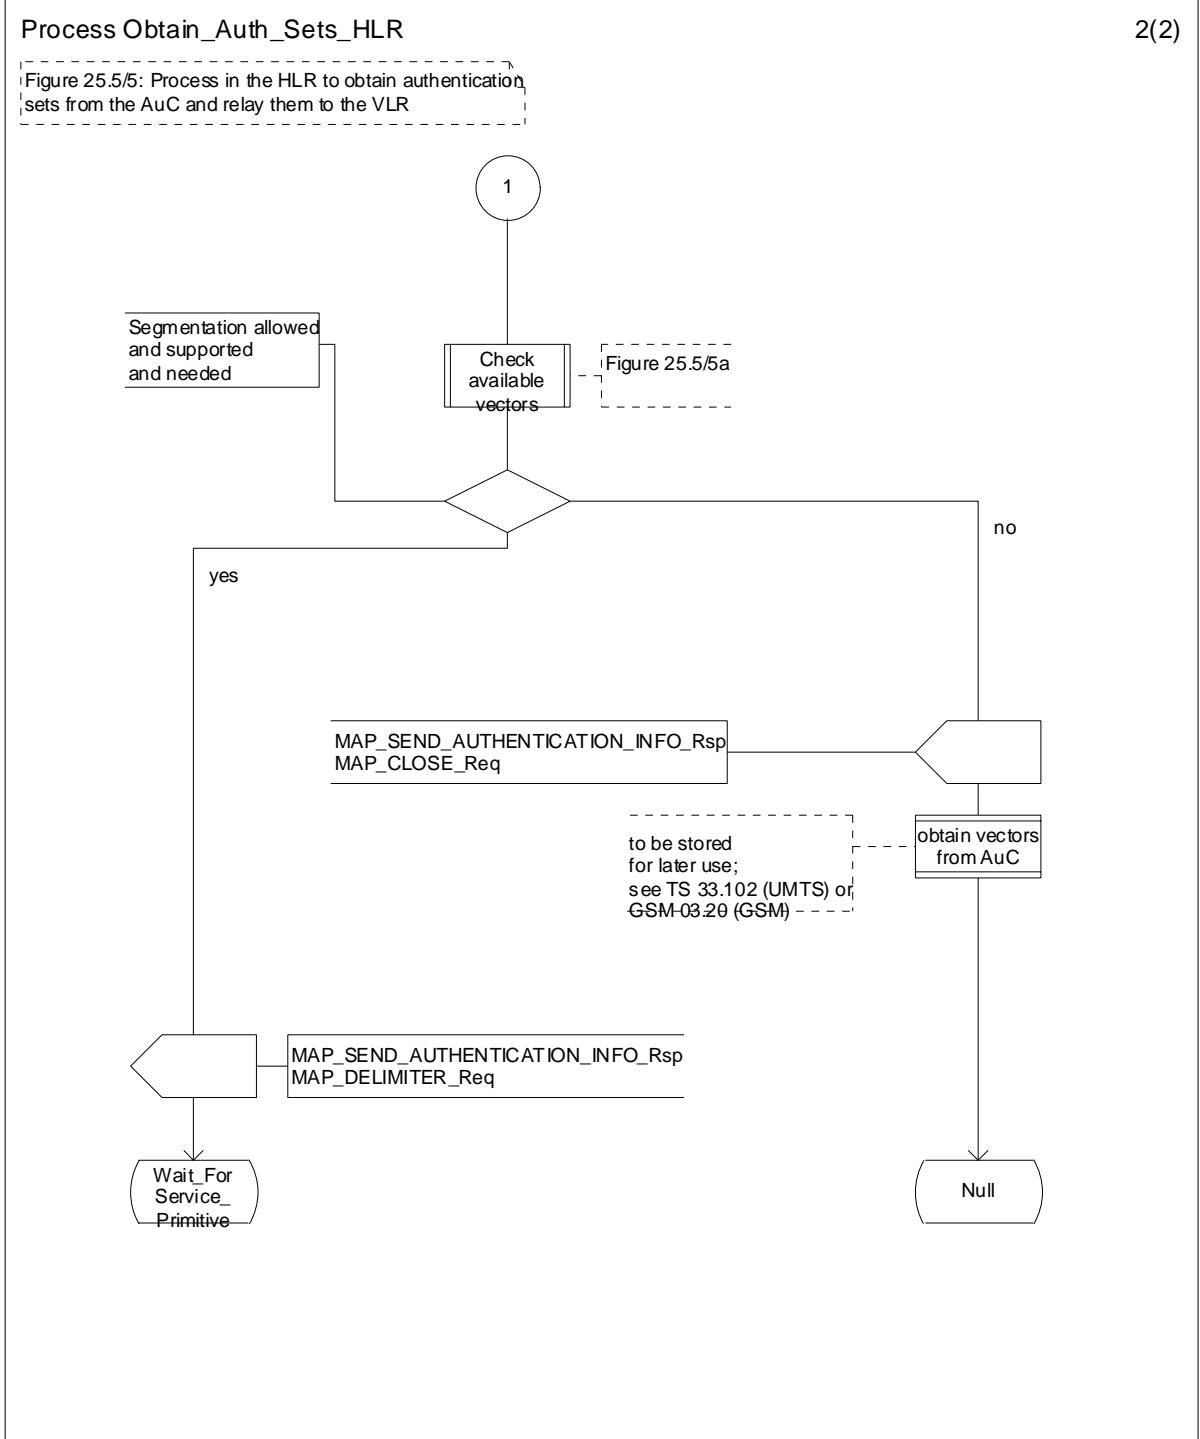 Process Obtain_Auth_Sets_HLR
2(2)
Figure 25.5/5: Process in the HLR to obtain authentication
sets from the AuC and relay them to the VLR
1
Segmentation allowed
and supported
and needed
Check
available
vectors
Figure 25.5/5a
no
yes
MAP_SEND_AUTHENTICATION_INFO_Rsp
MAP_CLOSE_Req
to be stored
for later use;
see TS 33.102 (UMTS) or
GSM 03.20 (GSM)
obtain vectors
from AuC
MAP_SEND_AUTHENTICATION_INFO_Rsp
MAP_DELIMITER_Req
Wait_For
Service_
Primitive
Null